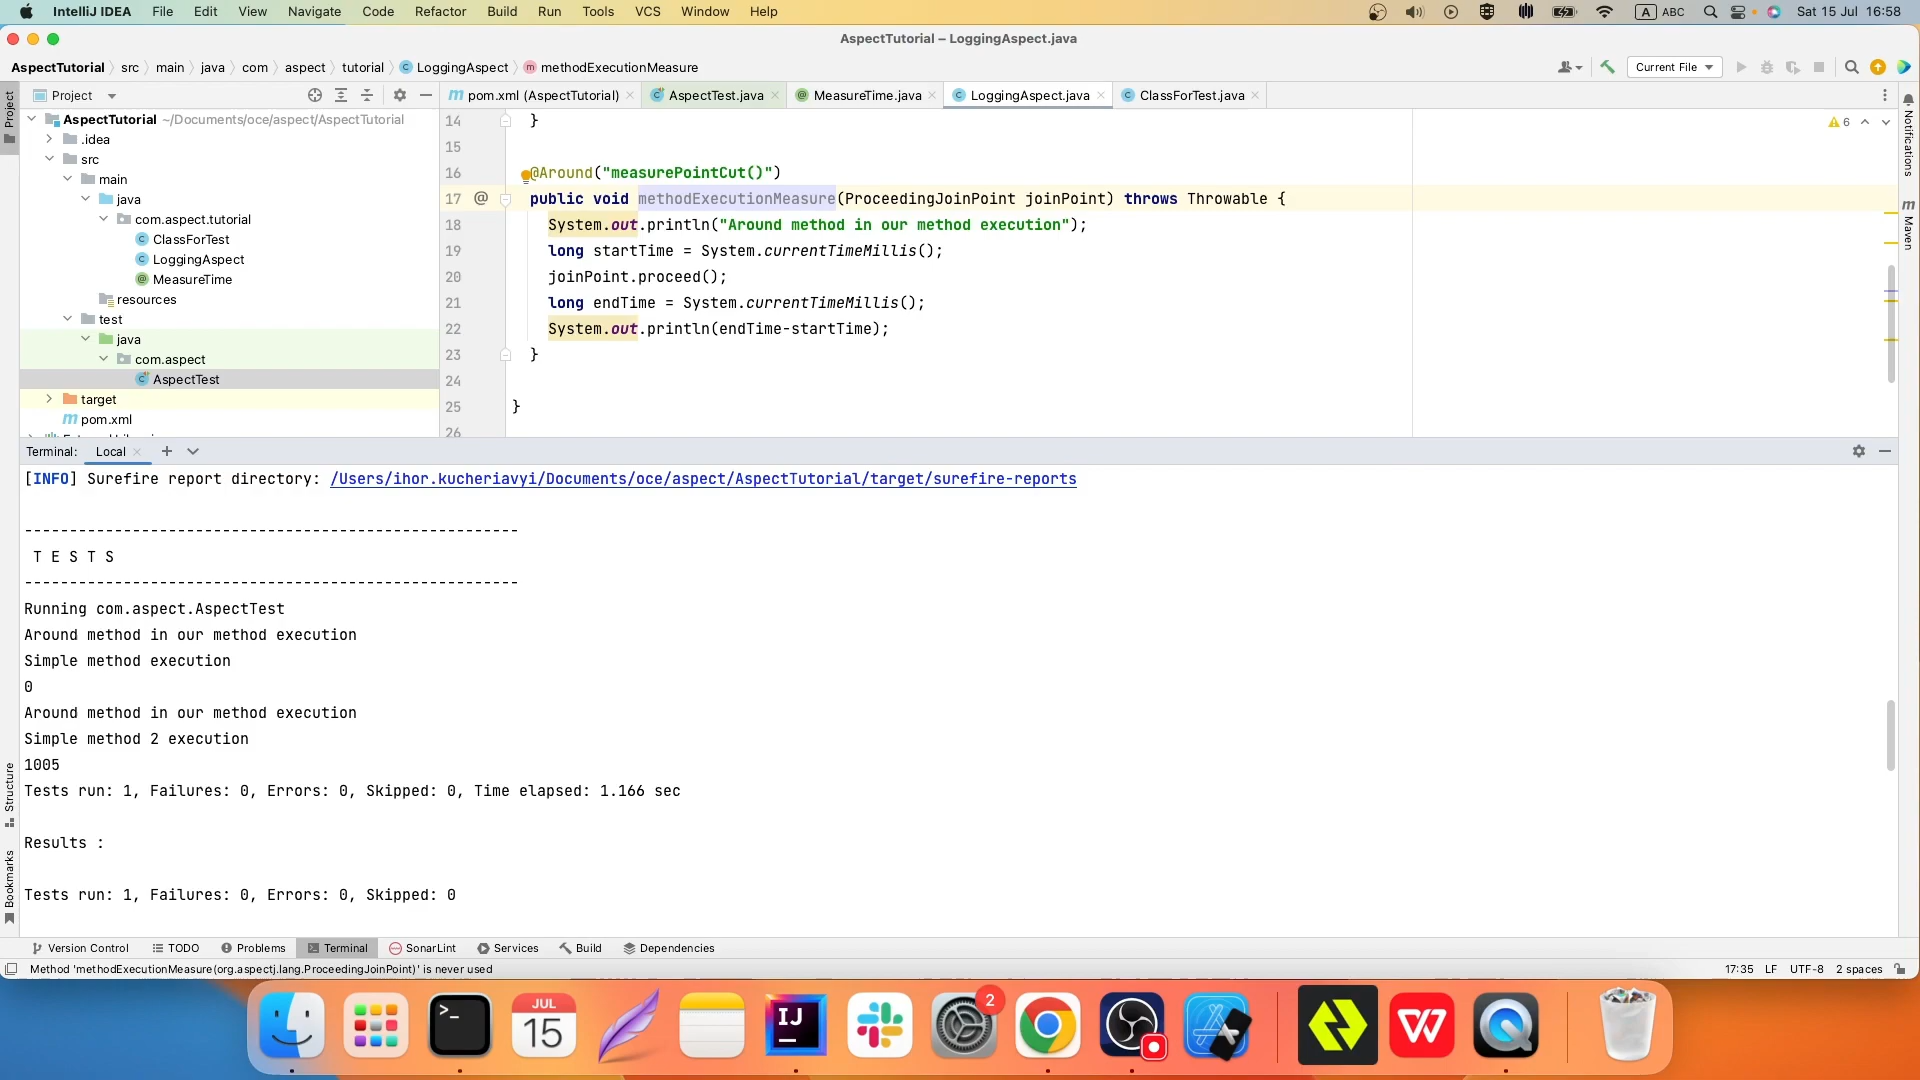 IntelliJ IDEA File Edit View Navigate Code Refactor Build Run Tools VCS Window Help A ABC Sat 15 Jul 16:58
AspectTutorial – LoggingAspect.java
AspectTutorial src main java com aspect tutorial C LoggingAspect m methodExecutionMeasure Current File
Project pom.xml (AspectTutorial) AspectTest.java MeasureTime.java LoggingAspect.java ClassForTest.java
Project
AspectTutorial ~/Documents/oce/aspect/AspectTutorial
.idea
src
main
java
com.aspect.tutorial
ClassForTest
LoggingAspect
MeasureTime
resources
test
java
com.aspect
AspectTest
target
pom.xml
14 }
15
16 @Around("measurePointCut()")
17 @ public void methodExecutionMeasure(ProceedingJoinPoint joinPoint) throws Throwable {
18 System.out.println("Around method in our method execution");
19 long startTime = System.currentTimeMillis();
20 joinPoint.proceed();
21 long endTime = System.currentTimeMillis();
22 System.out.println(endTime-startTime);
23 }
24
25 }
26
6
Notifications
Maven
Terminal: Local
[INFO] Surefire report directory: /Users/ihor.kucheriavyi/Documents/oce/aspect/AspectTutorial/target/surefire-reports
-------------------------------------------------------
T E S T S
-------------------------------------------------------
Running com.aspect.AspectTest
Around method in our method execution
Simple method execution
0
Around method in our method execution
Simple method 2 execution
1005
Tests run: 1, Failures: 0, Errors: 0, Skipped: 0, Time elapsed: 1.166 sec
Results :
Tests run: 1, Failures: 0, Errors: 0, Skipped: 0
Structure
Bookmarks
Version Control TODO Problems Terminal SonarLint Services Build Dependencies
Method 'methodExecutionMeasure(org.aspectj.lang.ProceedingJoinPoint)' is never used 17:35 LF UTF-8 2 spaces
JUL
15
IJ
2
W